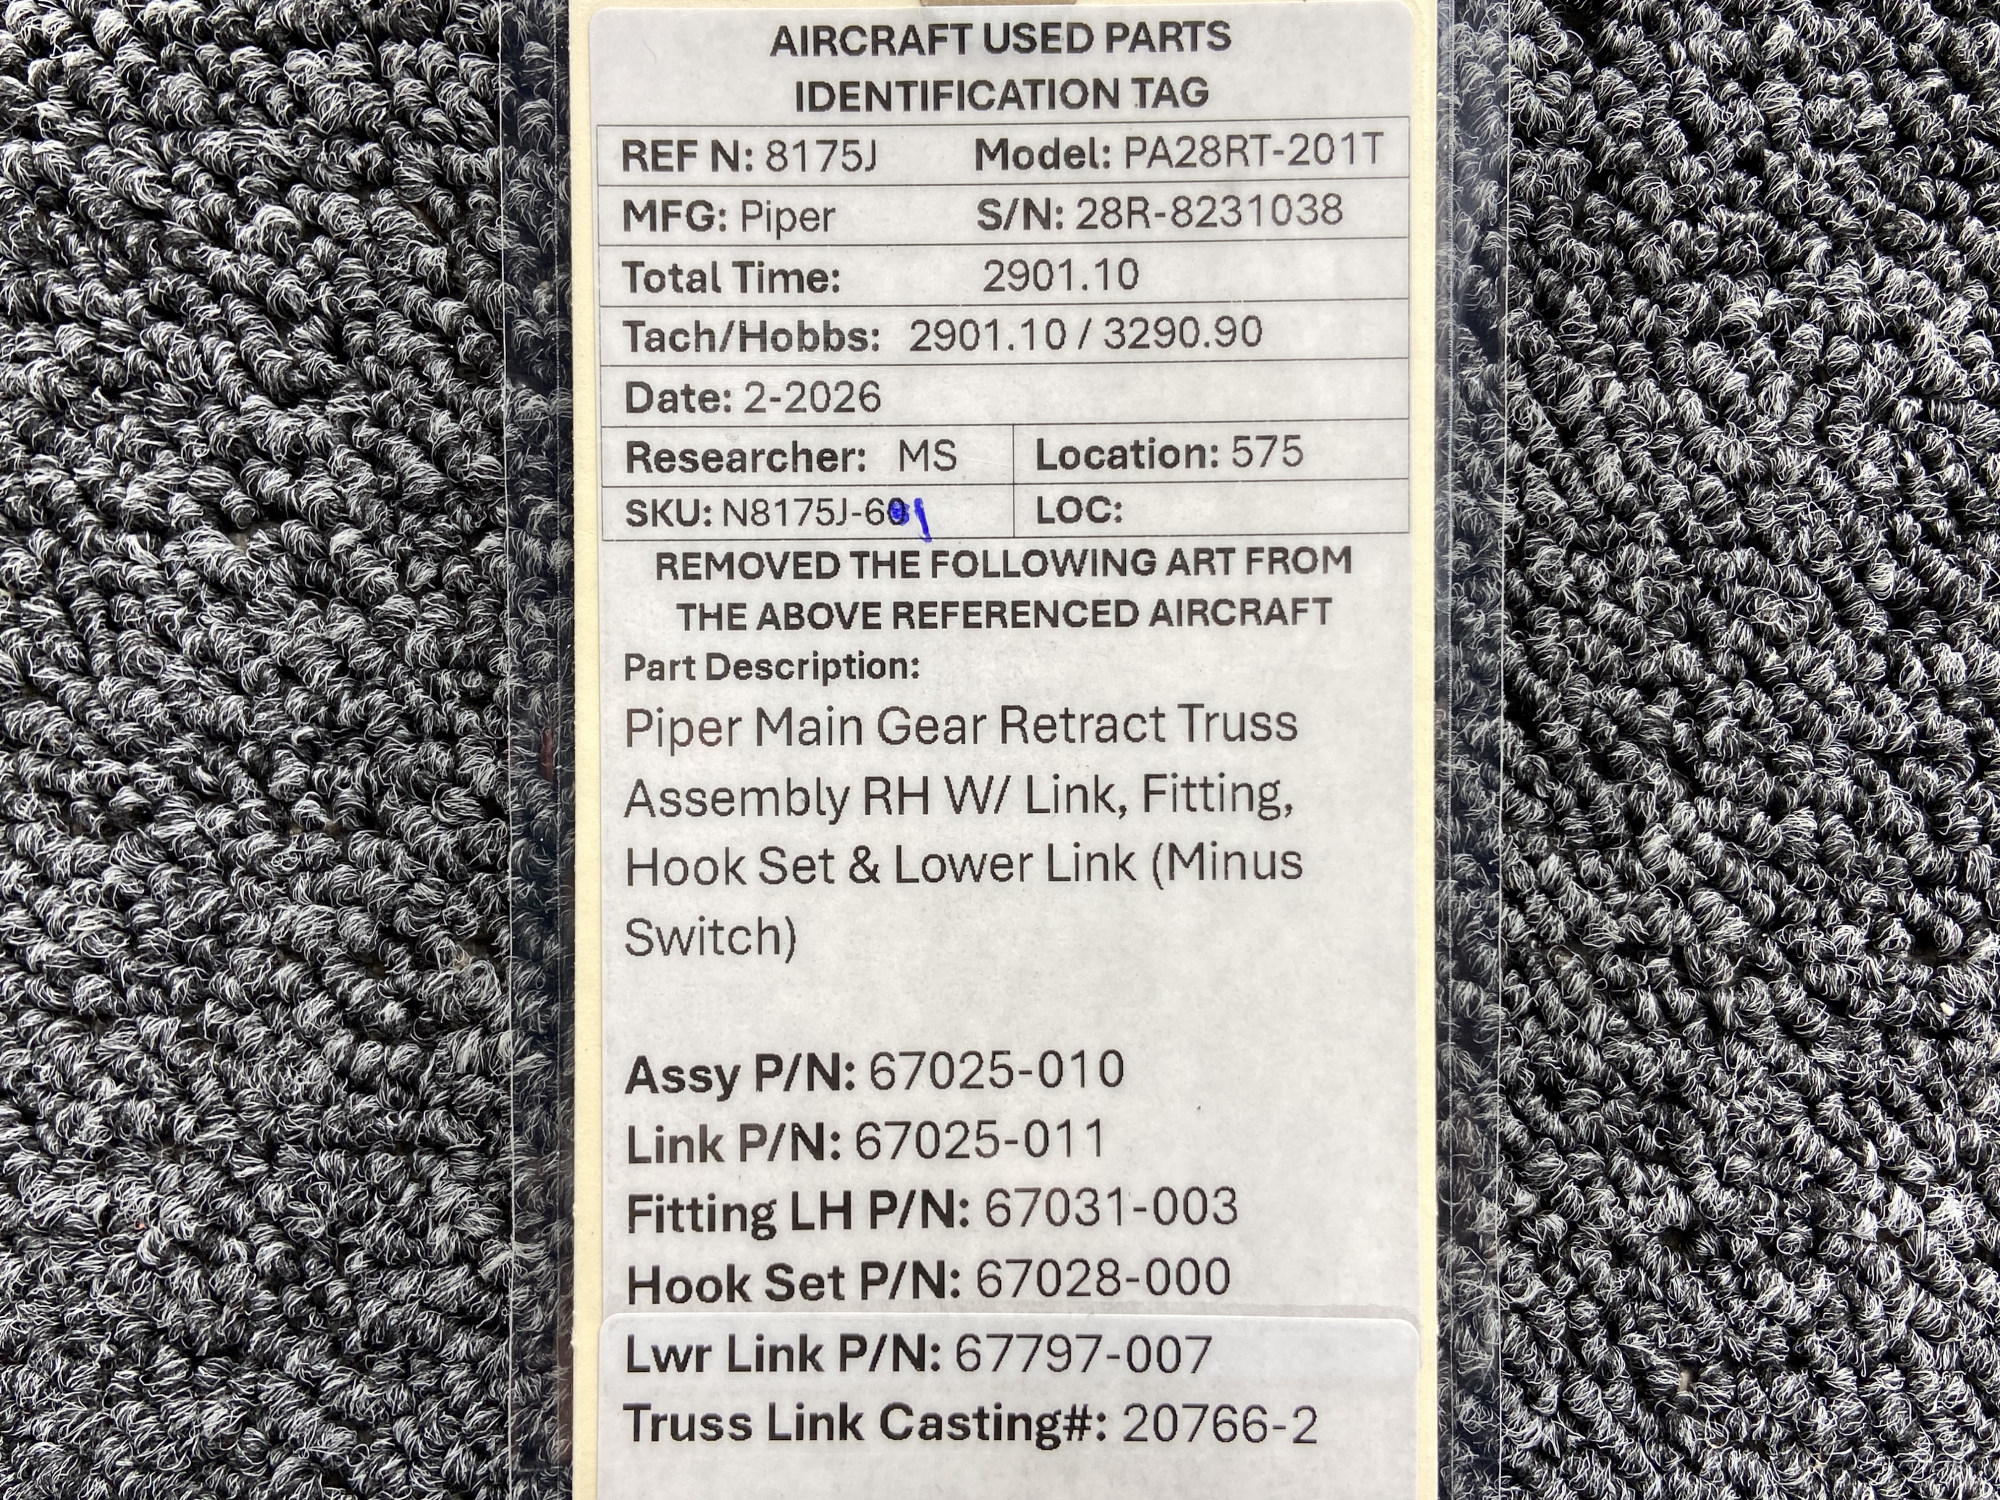 AIRCRAFT USED PARTS
IDENTIFICATION TAG
REF N: 8175J Model: PA28RT-201T
MFG: Piper S/N: 28R-8231038
Total Time: 2901.10
Tach/Hobbs: 2901.10 / 3290.90
Date: 2-2026
Researcher: MS Location: 575
SKU: LOC:
REMOVED THE FOLLOWING ART FROM
THE ABOVE REFERENCED AIRCRAFT
Part Description:
Piper Main Gear Retract Truss
Assembly RH W/ Link, Fitting,
Hook Set & Lower Link (Minus
Switch)
Assy P/N: 67025-010
Link P/N: 67025-011
Fitting LH P/N: 67031-003
Hook Set P/N: 67028-000
Lwr Link P/N: 67797-007
Truss Link Casting#: 20766-2